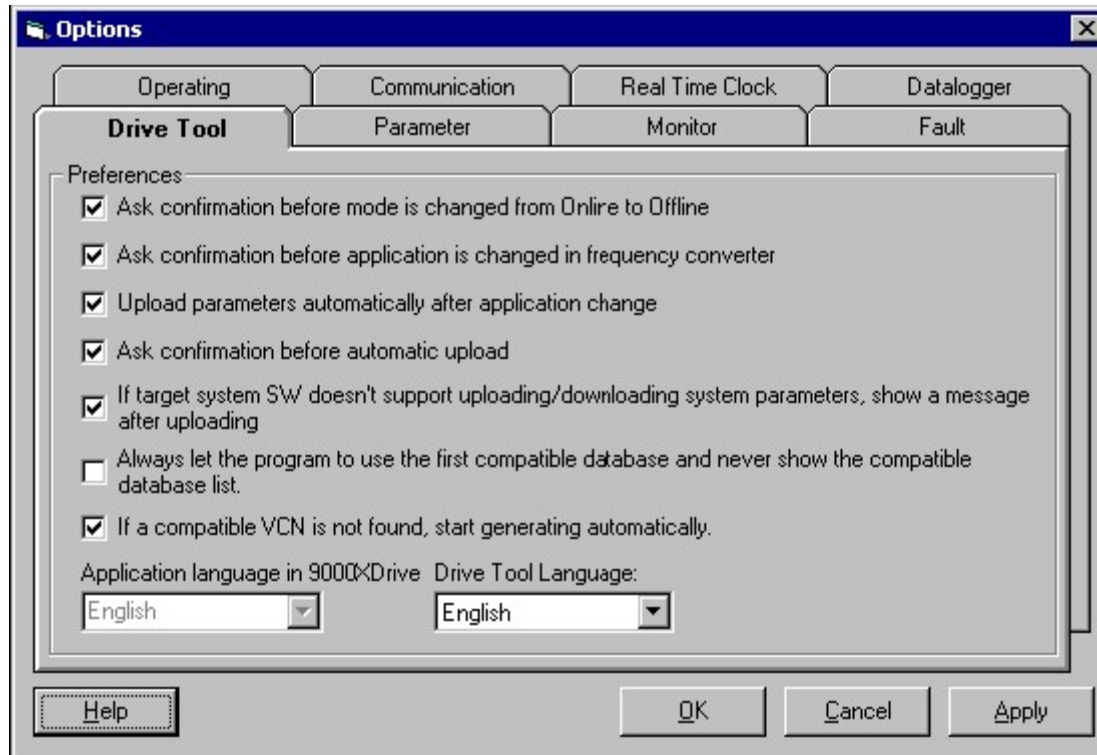 Options
Operating
Communication
Real Time Clock
Datalogger
Drive Tool
Parameter
Monitor
Fault
Preferences
Ask confirmation before mode is changed from Online to Offline
Ask confirmation before application is changed in frequency converter
Upload parameters automatically after application change
Ask confirmation before automatic upload
If target system SW doesn't support uploading/downloading system parameters, show a message
after uploading
Always let the program to use the first compatible database and never show the compatible
database list.
If a compatible VCN is not found, start generating automatically.
Application language in 9000XDrive
Drive Tool Language:
English
English
Help
OK
Cancel
Apply